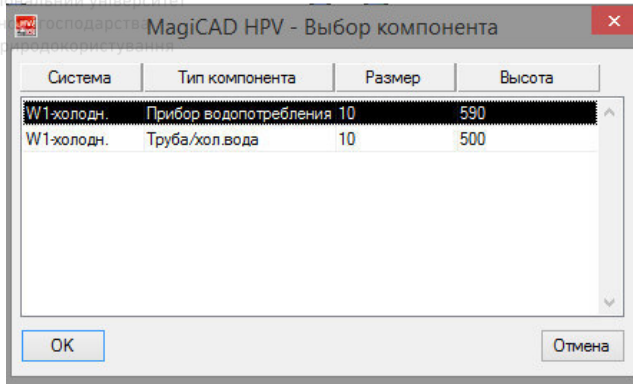 MagiCAD HPV - Выбор компонента
Система Тип компонента Размер Высота
W1-холодн. Прибор водопотребления 10 590
W1-холодн. Труба/хол.вода 10 500
OK Отмена